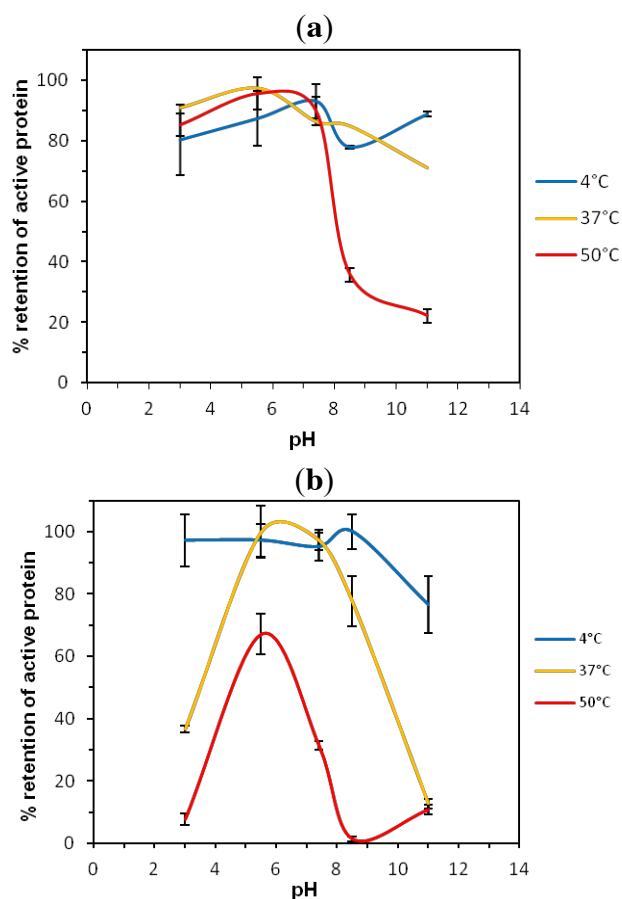 (a)
% retention of active protein
100
80
60
40
20
0
0 2 4 6 8 10 12 14
pH
4°C
37°C
50°C
(b)
% retention of active protein
100
80
60
40
20
0
0 2 4 6 8 10 12 14
pH
4°C
37°C
50°C